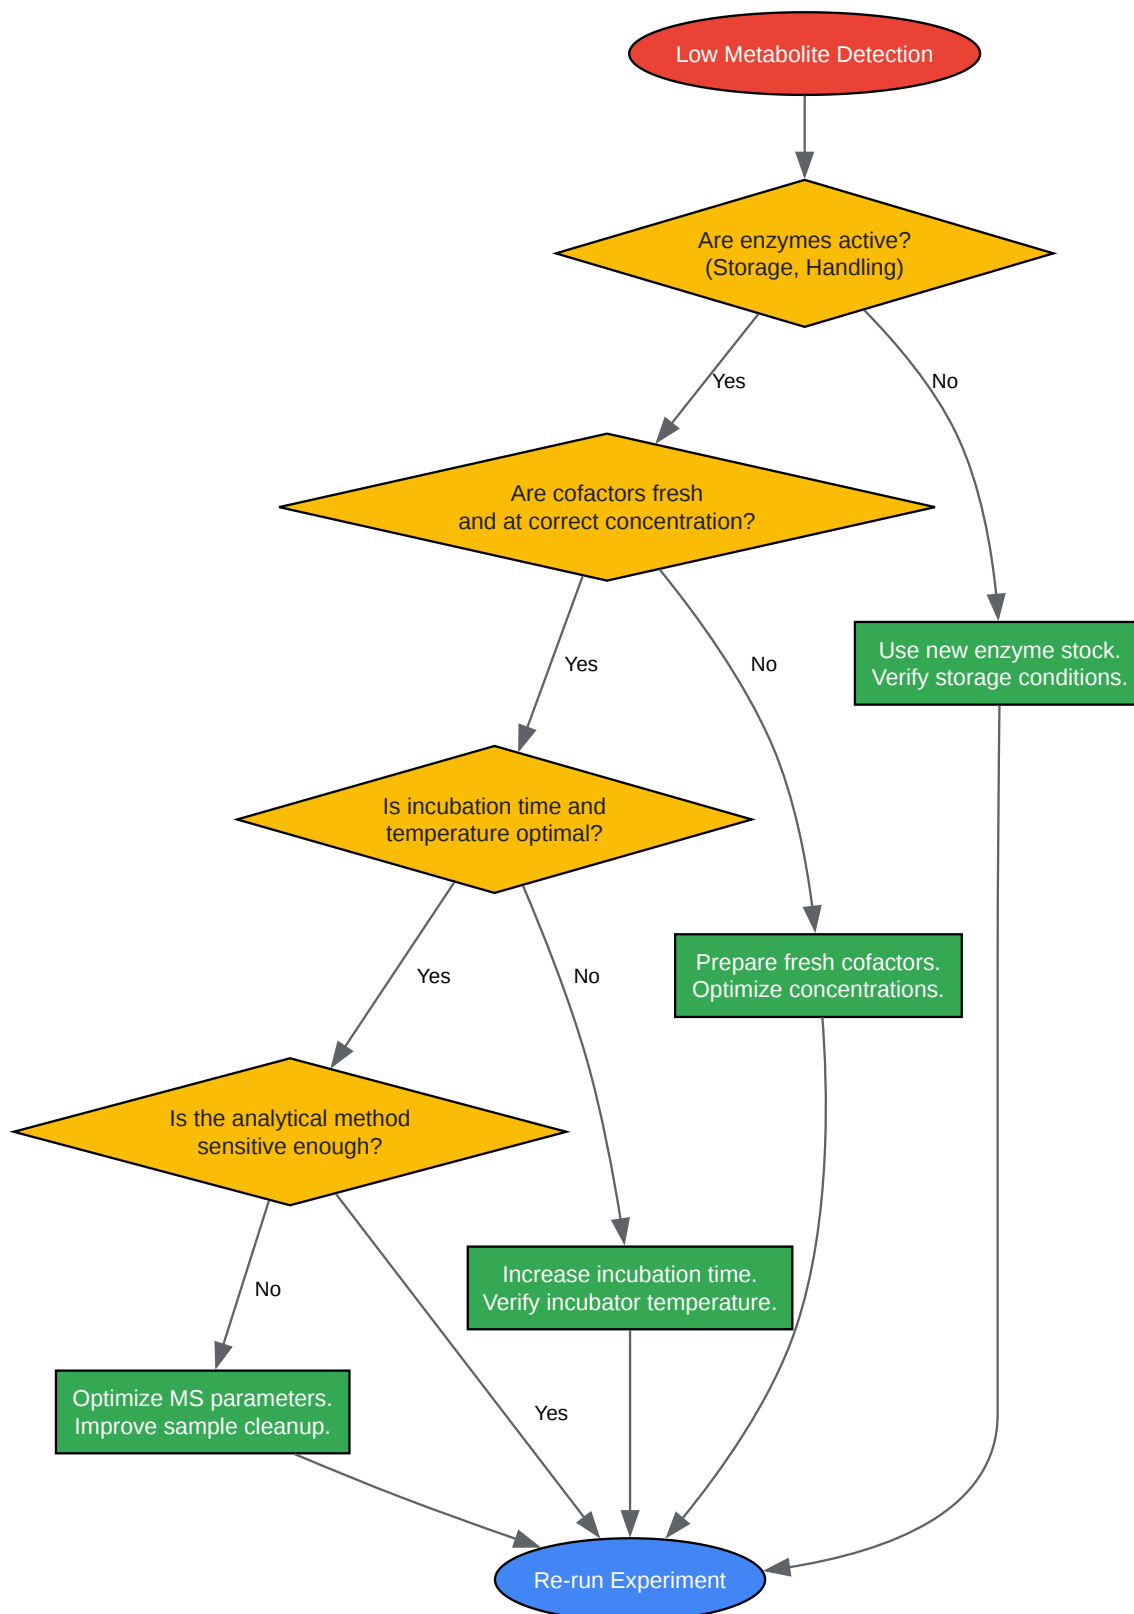 Low Metabolite Detection
Are enzymes active?
(Storage, Handling)
Yes
No
Are cofactors fresh
and at correct concentration?
Use new enzyme stock.
Verify storage conditions.
Yes
No
Is incubation time and
temperature optimal?
Prepare fresh cofactors.
Optimize concentrations.
Yes
No
Is the analytical method
sensitive enough?
Increase incubation time.
Verify incubator temperature.
No
Optimize MS parameters.
Improve sample cleanup.
Yes
Re-run Experiment